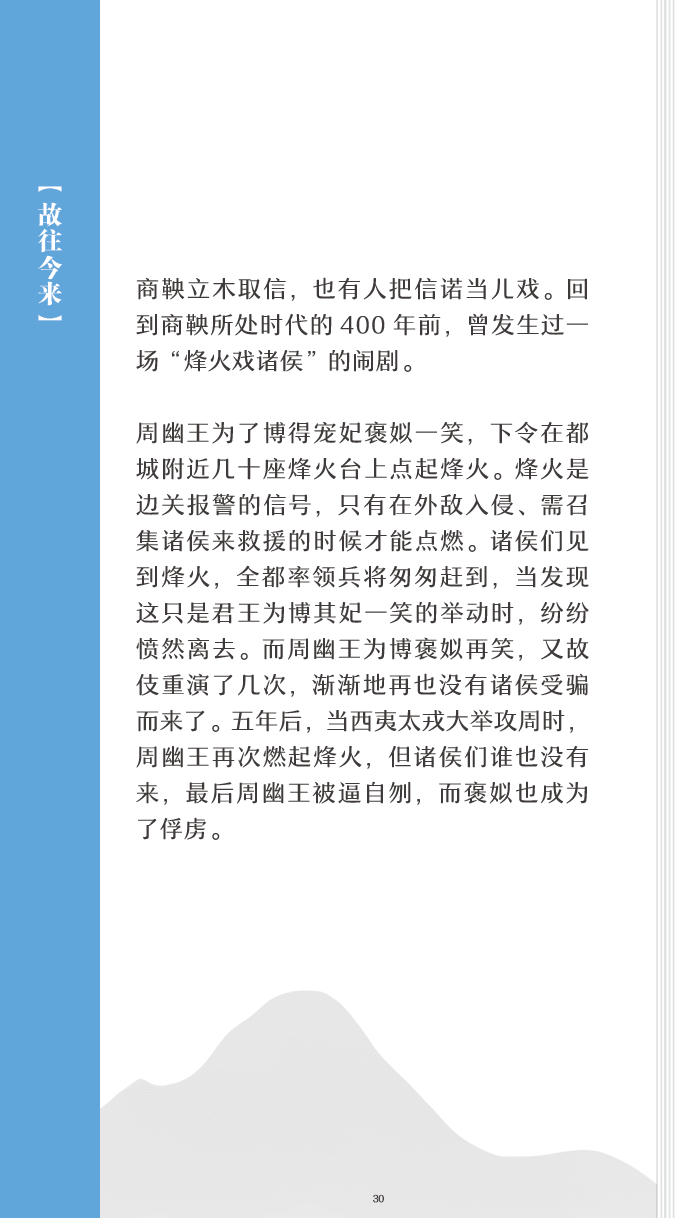 【故往今来】
商鞅立木取信，也有人把信诺当儿戏。回
到商鞅所处时代的 400 年前，曾发生过一
场“烽火戏诸侯”的闹剧。
周幽王为了博得宠妃褒姒一笑，下令在都
城附近几十座烽火台上点起烽火。烽火是
边关报警的信号，只有在外敌入侵、需召
集诸侯来救援的时候才能点燃。诸侯们见
到烽火，全都率领兵将匆匆赶到，当发现
这只是君王为博其妃一笑的举动时，纷纷
愤然离去。而周幽王为博褒姒再笑，又故
伎重演了几次，渐渐地再也没有诸侯受骗
而来了。五年后，当西夷太戎大举攻周时，
周幽王再次燃起烽火，但诸侯们谁也没有
来，最后周幽王被逼自刎，而褒姒也成为
了俘虏。
30